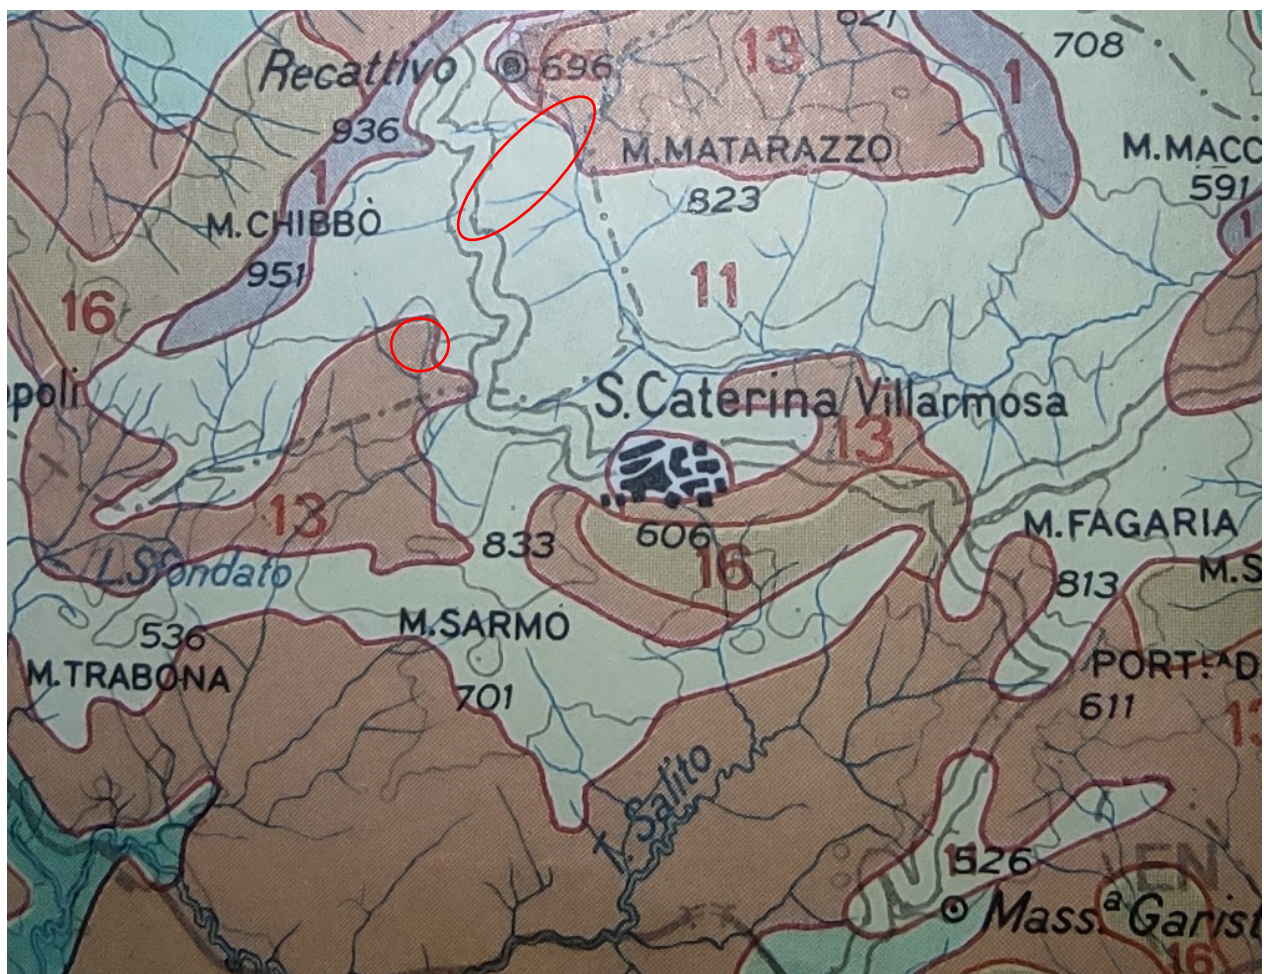 821
13
708
1
Recattivo
696
936
M.MATARAZZO
M.MACC
1
823
591
M.CHIBBÒ
1
951
11
16
poli
S.Caterina Villarmosa
13
13
833
606
M.FAGARIA
L.Sfondato
16
813
M.S
536
M.SARMO
M.TRABONA
PORT.LA D
701
611
13
T. Salito
526
EN
Mass.a Garist
16